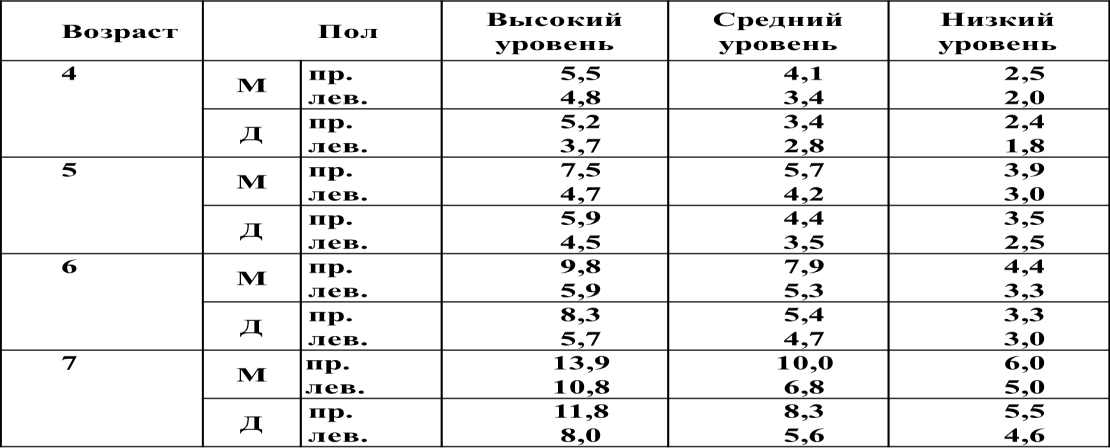 Возраст Пол Высокий уровень Средний уровень Низкий уровень
4 М пр. 5,5 4,1 2,5
лев. 4,8 3,4 2,0
Д пр. 5,2 3,4 2,4
лев. 3,7 2,8 1,8
5 М пр. 7,5 5,7 3,9
лев. 4,7 4,2 3,0
Д пр. 5,9 4,4 3,5
лев. 4,5 3,5 2,5
6 М пр. 9,8 7,9 4,4
лев. 5,9 5,3 3,3
Д пр. 8,3 5,4 3,3
лев. 5,7 4,7 3,0
7 М пр. 13,9 10,0 6,0
лев. 10,8 6,8 5,0
Д пр. 11,8 8,3 5,5
лев. 8,0 5,6 4,6